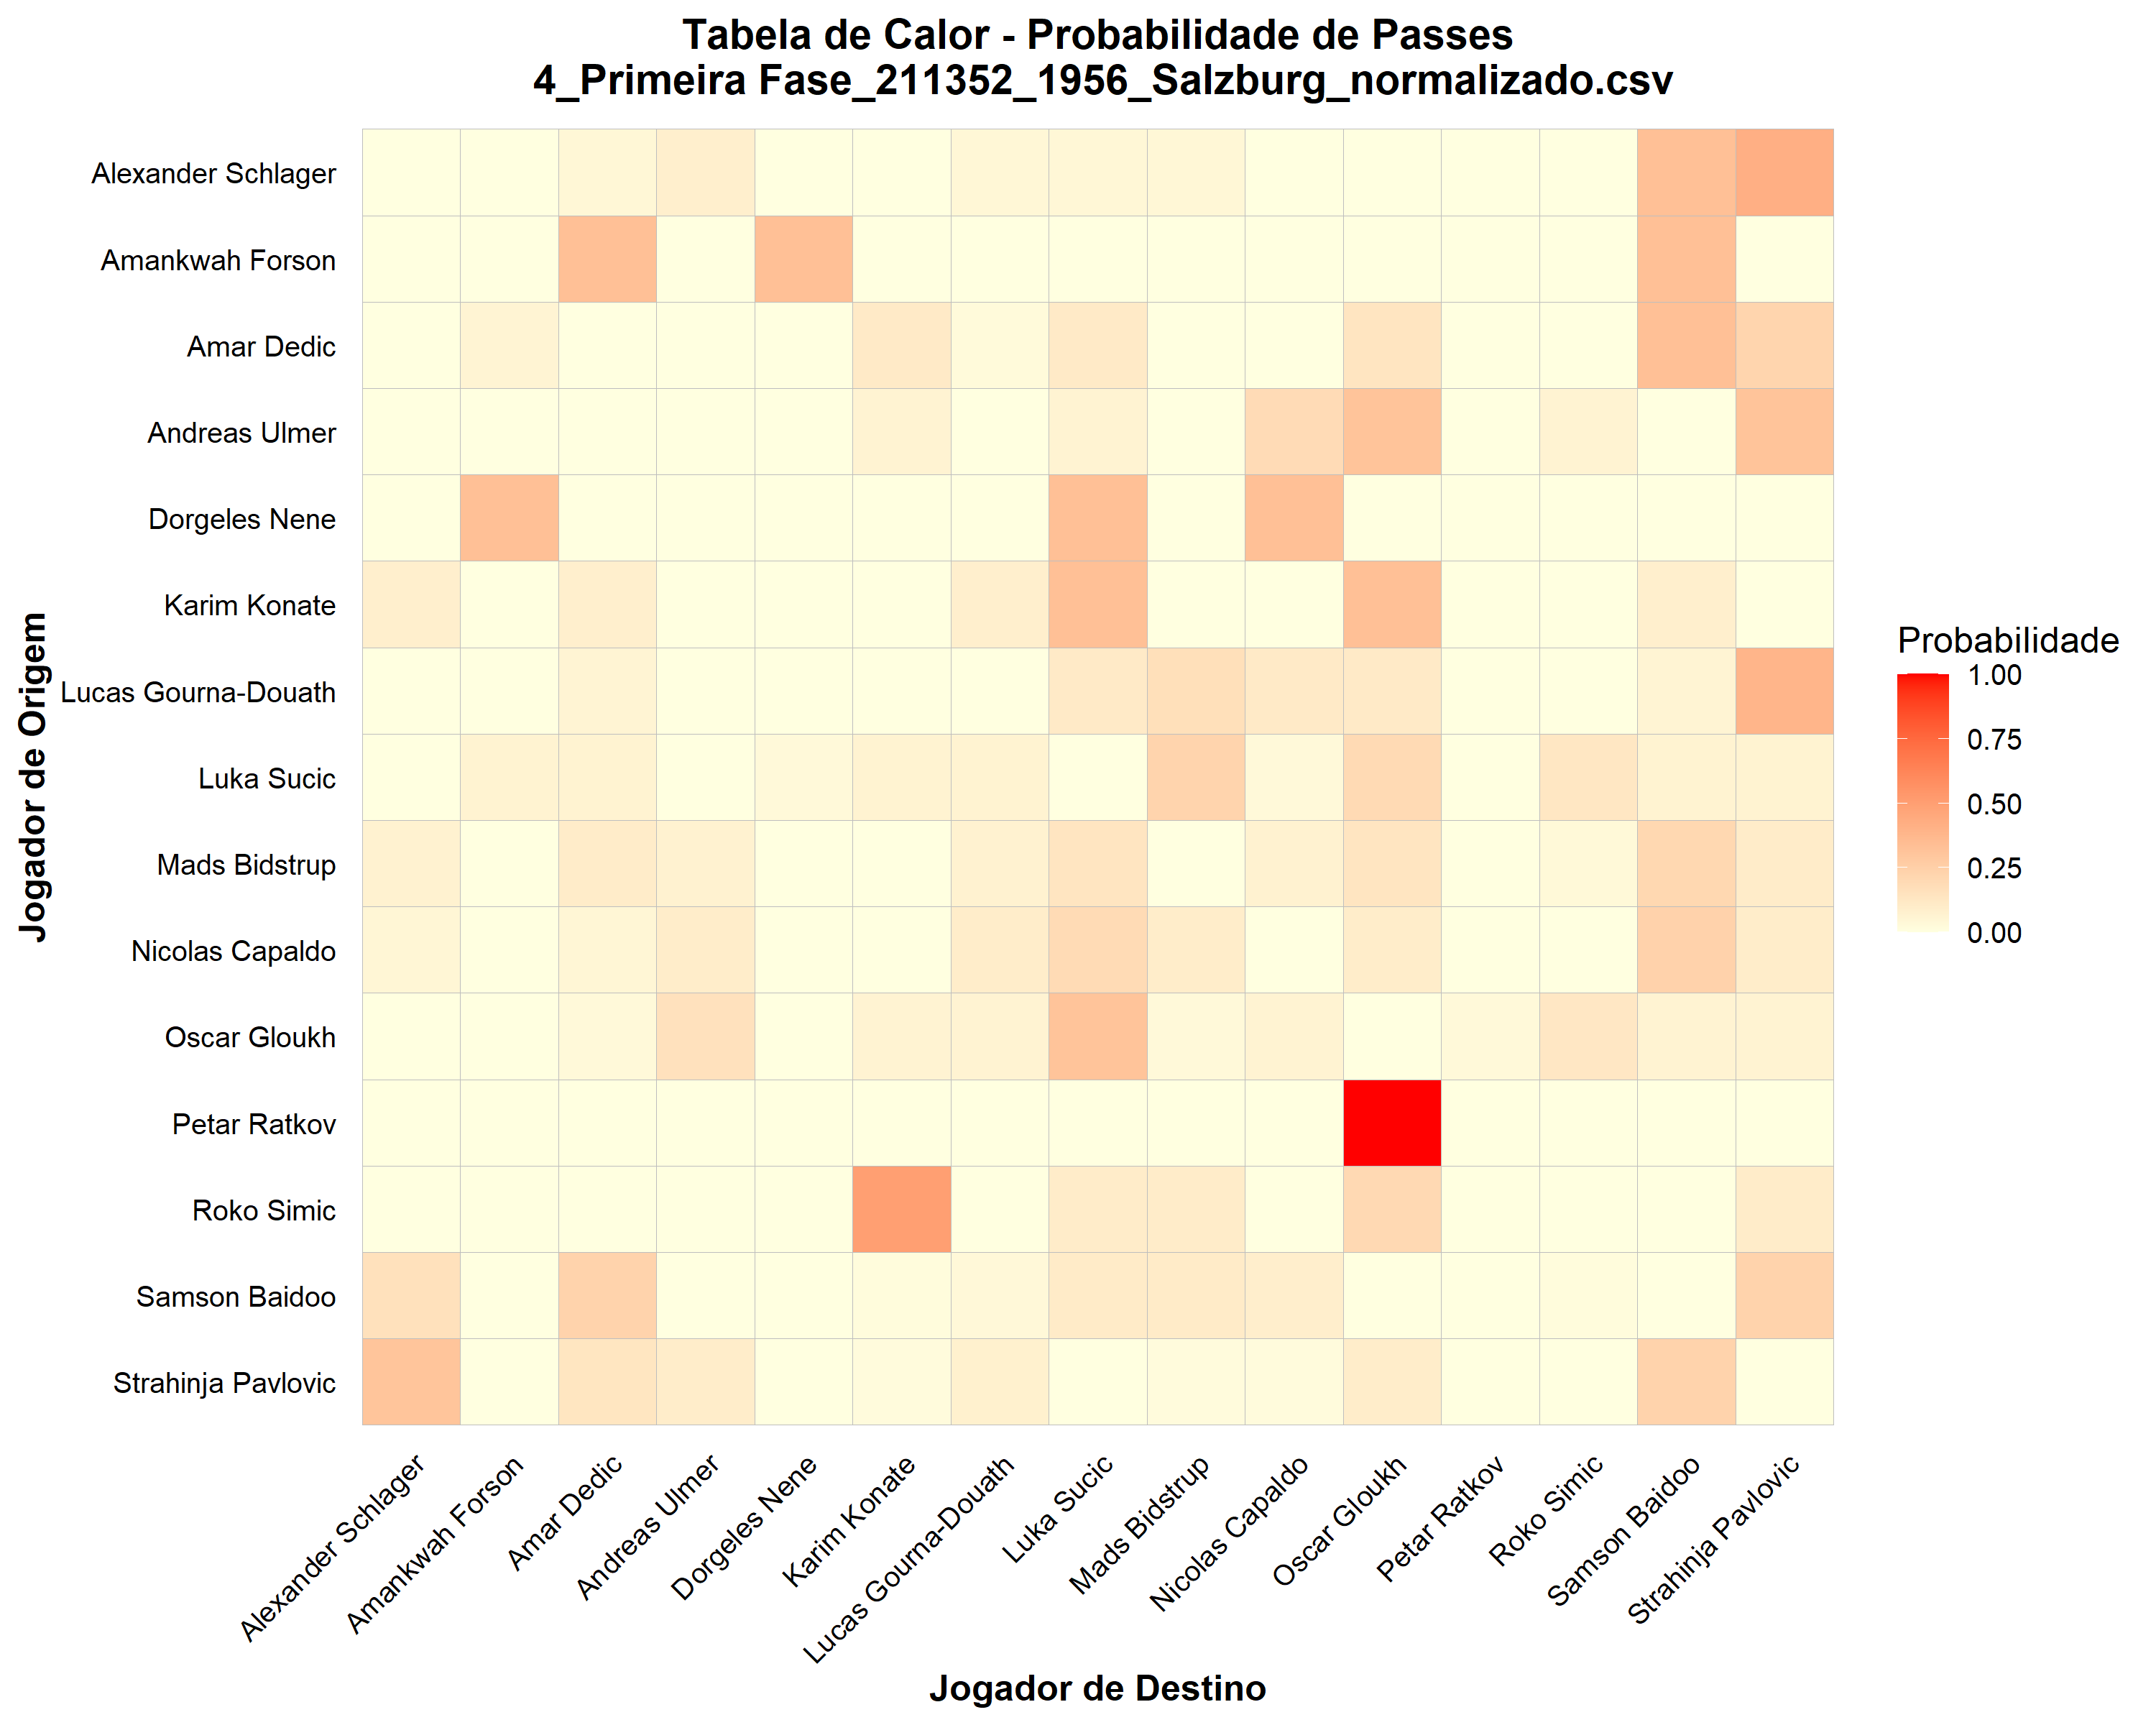 Tabela de Calor - Probabilidade de Passes
4_Primeira Fase_211352_1956_Salzburg_normalizado.csv
Jogador de Origem
Alexander Schlager
Amankwah Forson
Amar Dedic
Andreas Ulmer
Dorgeles Nene
Karim Konate
Lucas Gourna-Douath
Luka Sucic
Mads Bidstrup
Nicolas Capaldo
Oscar Gloukh
Petar Ratkov
Roko Simic
Samson Baidoo
Strahinja Pavlovic
Alexander Schlager
Amankwah Forson
Amar Dedic
Andreas Ulmer
Dorgeles Nene
Karim Konate
Lucas Gourna-Douath
Luka Sucic
Mads Bidstrup
Nicolas Capaldo
Oscar Gloukh
Petar Ratkov
Roko Simic
Samson Baidoo
Strahinja Pavlovic
Jogador de Destino
Probabilidade
1.00
0.75
0.50
0.25
0.00